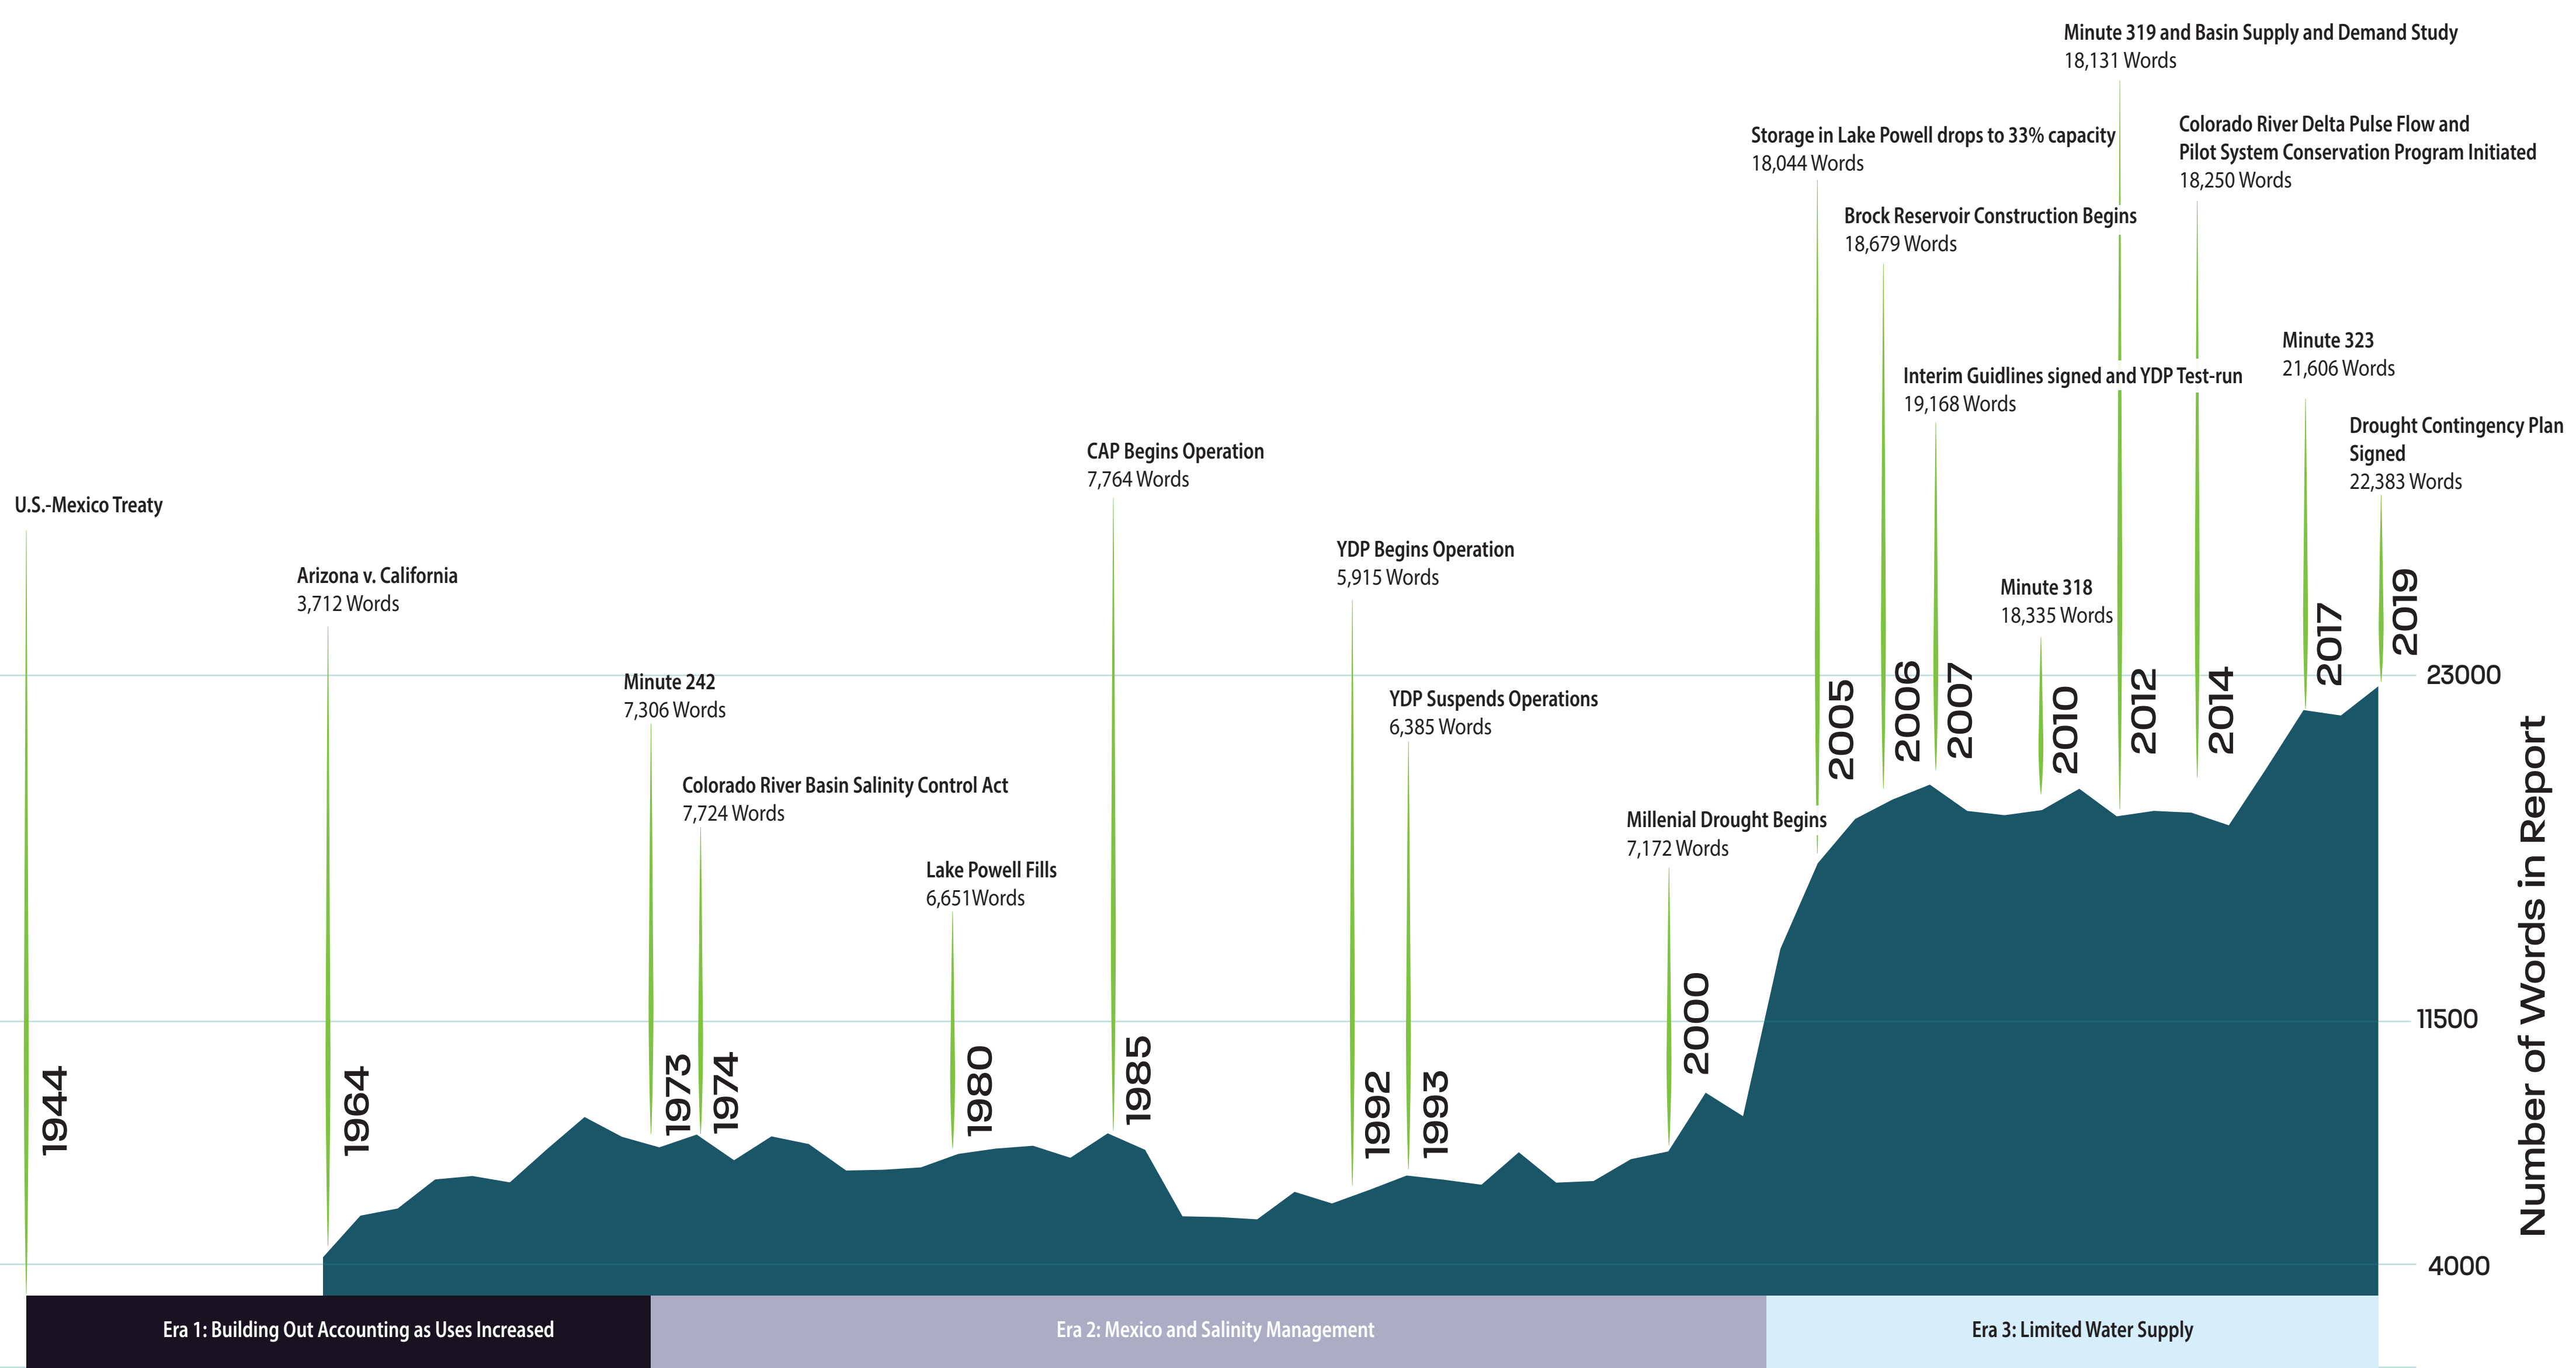 Minute 319 and Basin Supply and Demand Study
18,131 Words
Storage in Lake Powell drops to 33% capacity
18,044 Words
Colorado River Delta Pulse Flow and
Pilot System Conservation Program Initiated
18,250 Words
Brock Reservoir Construction Begins
18,679 Words
Minute 323
21,606 Words
Interim Guidlines signed and YDP Test-run
19,168 Words
Drought Contingency Plan
Signed
22,383 Words
CAP Begins Operation
7,764 Words
U.S.-Mexico Treaty
YDP Begins Operation
5,915 Words
Arizona v. California
3,712 Words
Minute 318
18,335 Words
Minute 242
7,306 Words
YDP Suspends Operations
6,385 Words
Colorado River Basin Salinity Control Act
7,724 Words
Millenial Drought Begins
7,172 Words
Lake Powell Fills
6,651Words
1944
1964
1973
1974
1980
1985
1992
1993
2000
2005
2006
2007
2010
2012
2014
2017
2019
23000
11500
4000
Number of Words in Report
Era 1: Building Out Accounting as Uses Increased
Era 2: Mexico and Salinity Management
Era 3: Limited Water Supply